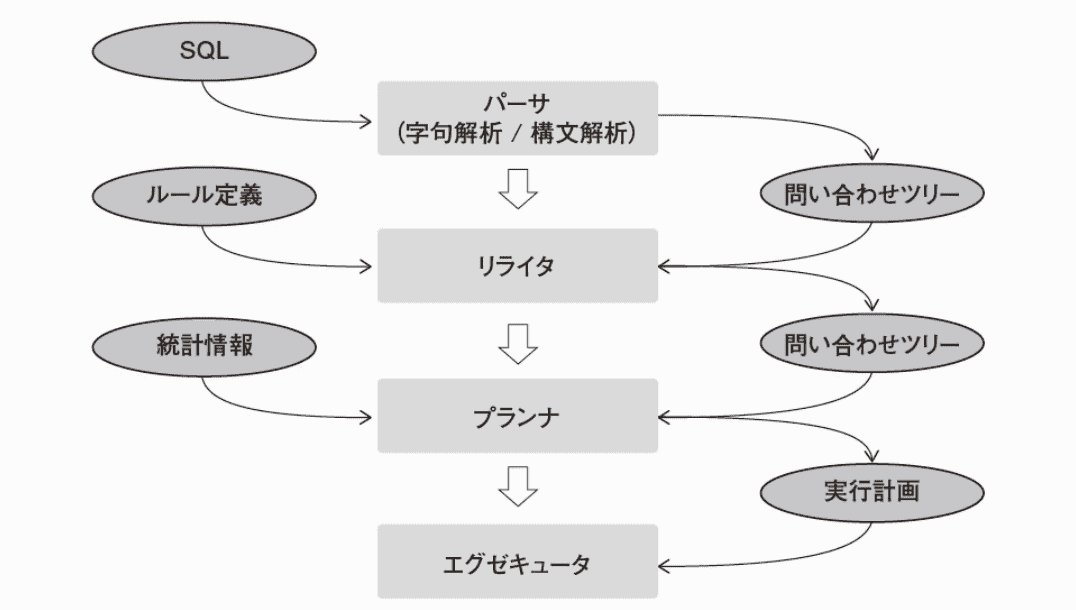 SQL
パーサ
(字句解析 / 構文解析)
ルール定義
問い合わせツリー
リライタ
統計情報
問い合わせツリー
プランナ
実行計画
エグゼキュータ